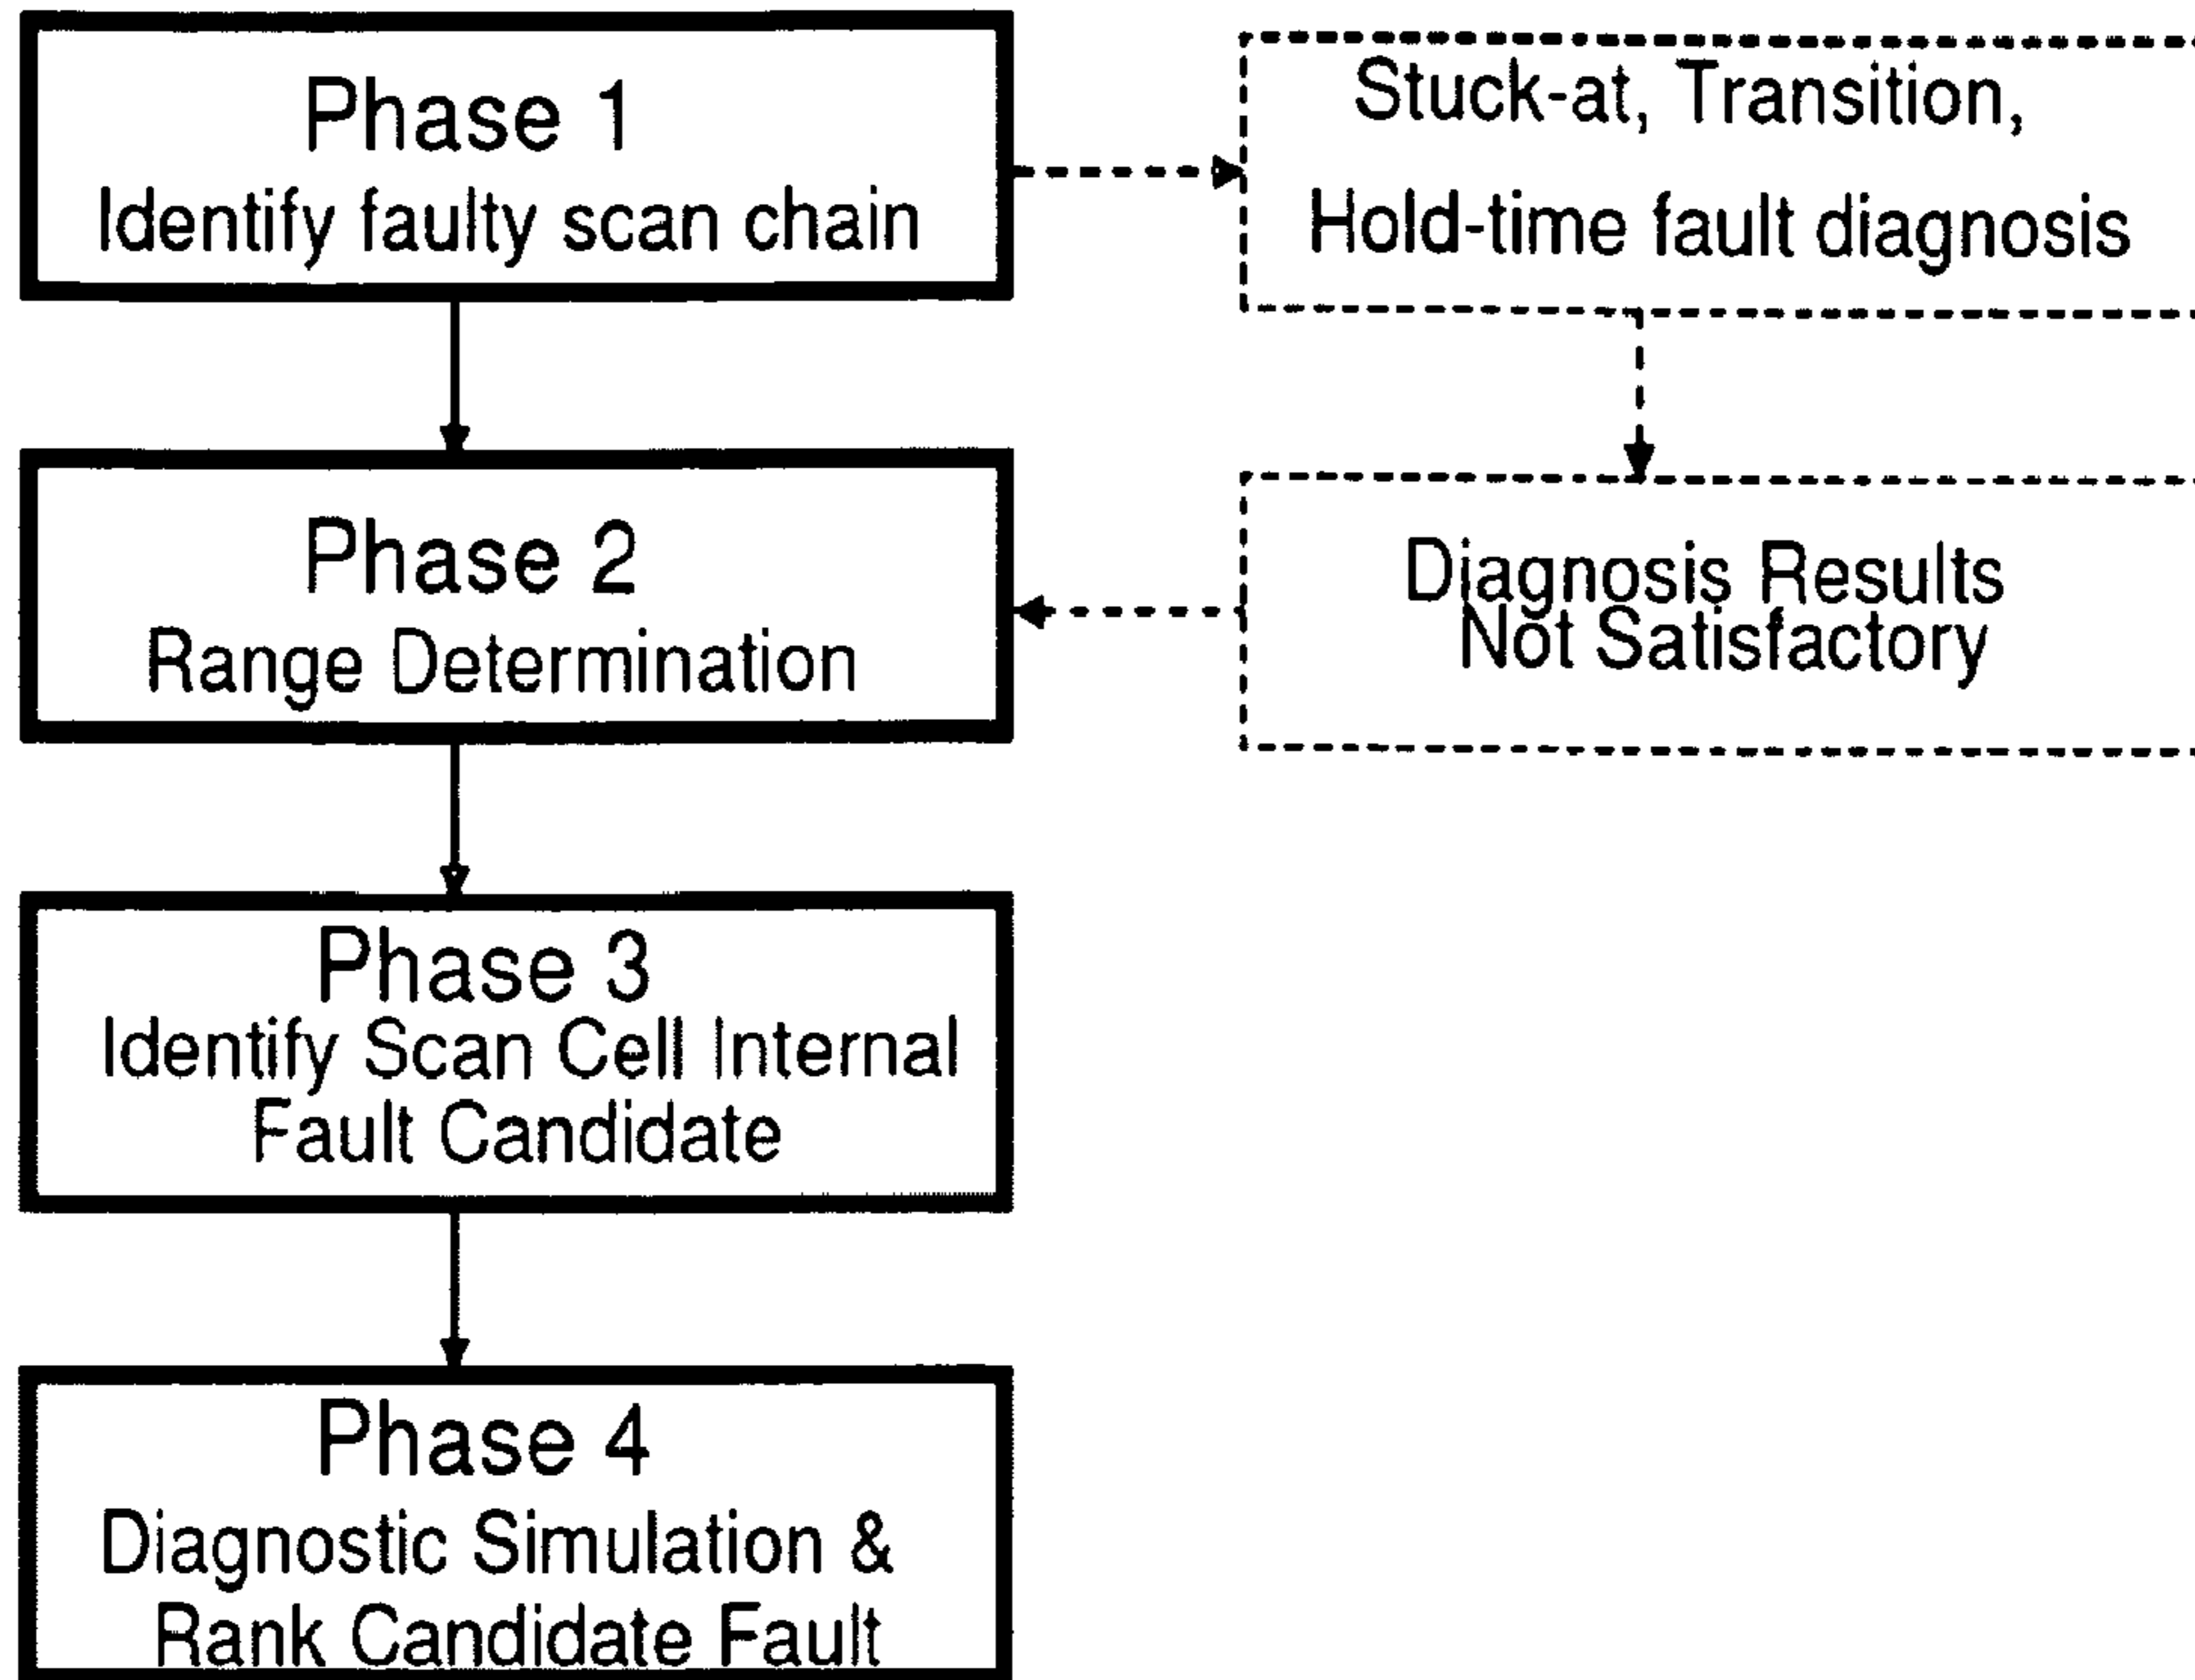 Phase 1
Identify faulty scan chain
Stuck-at, Transition,
Hold-time fault diagnosis
Phase 2
Range Determination
Diagnosis Results
Not Satisfactory
Phase 3
Identify Scan Cell Internal
Fault Candidate
Phase 4
Diagnostic Simulation &
Rank Candidate Fault